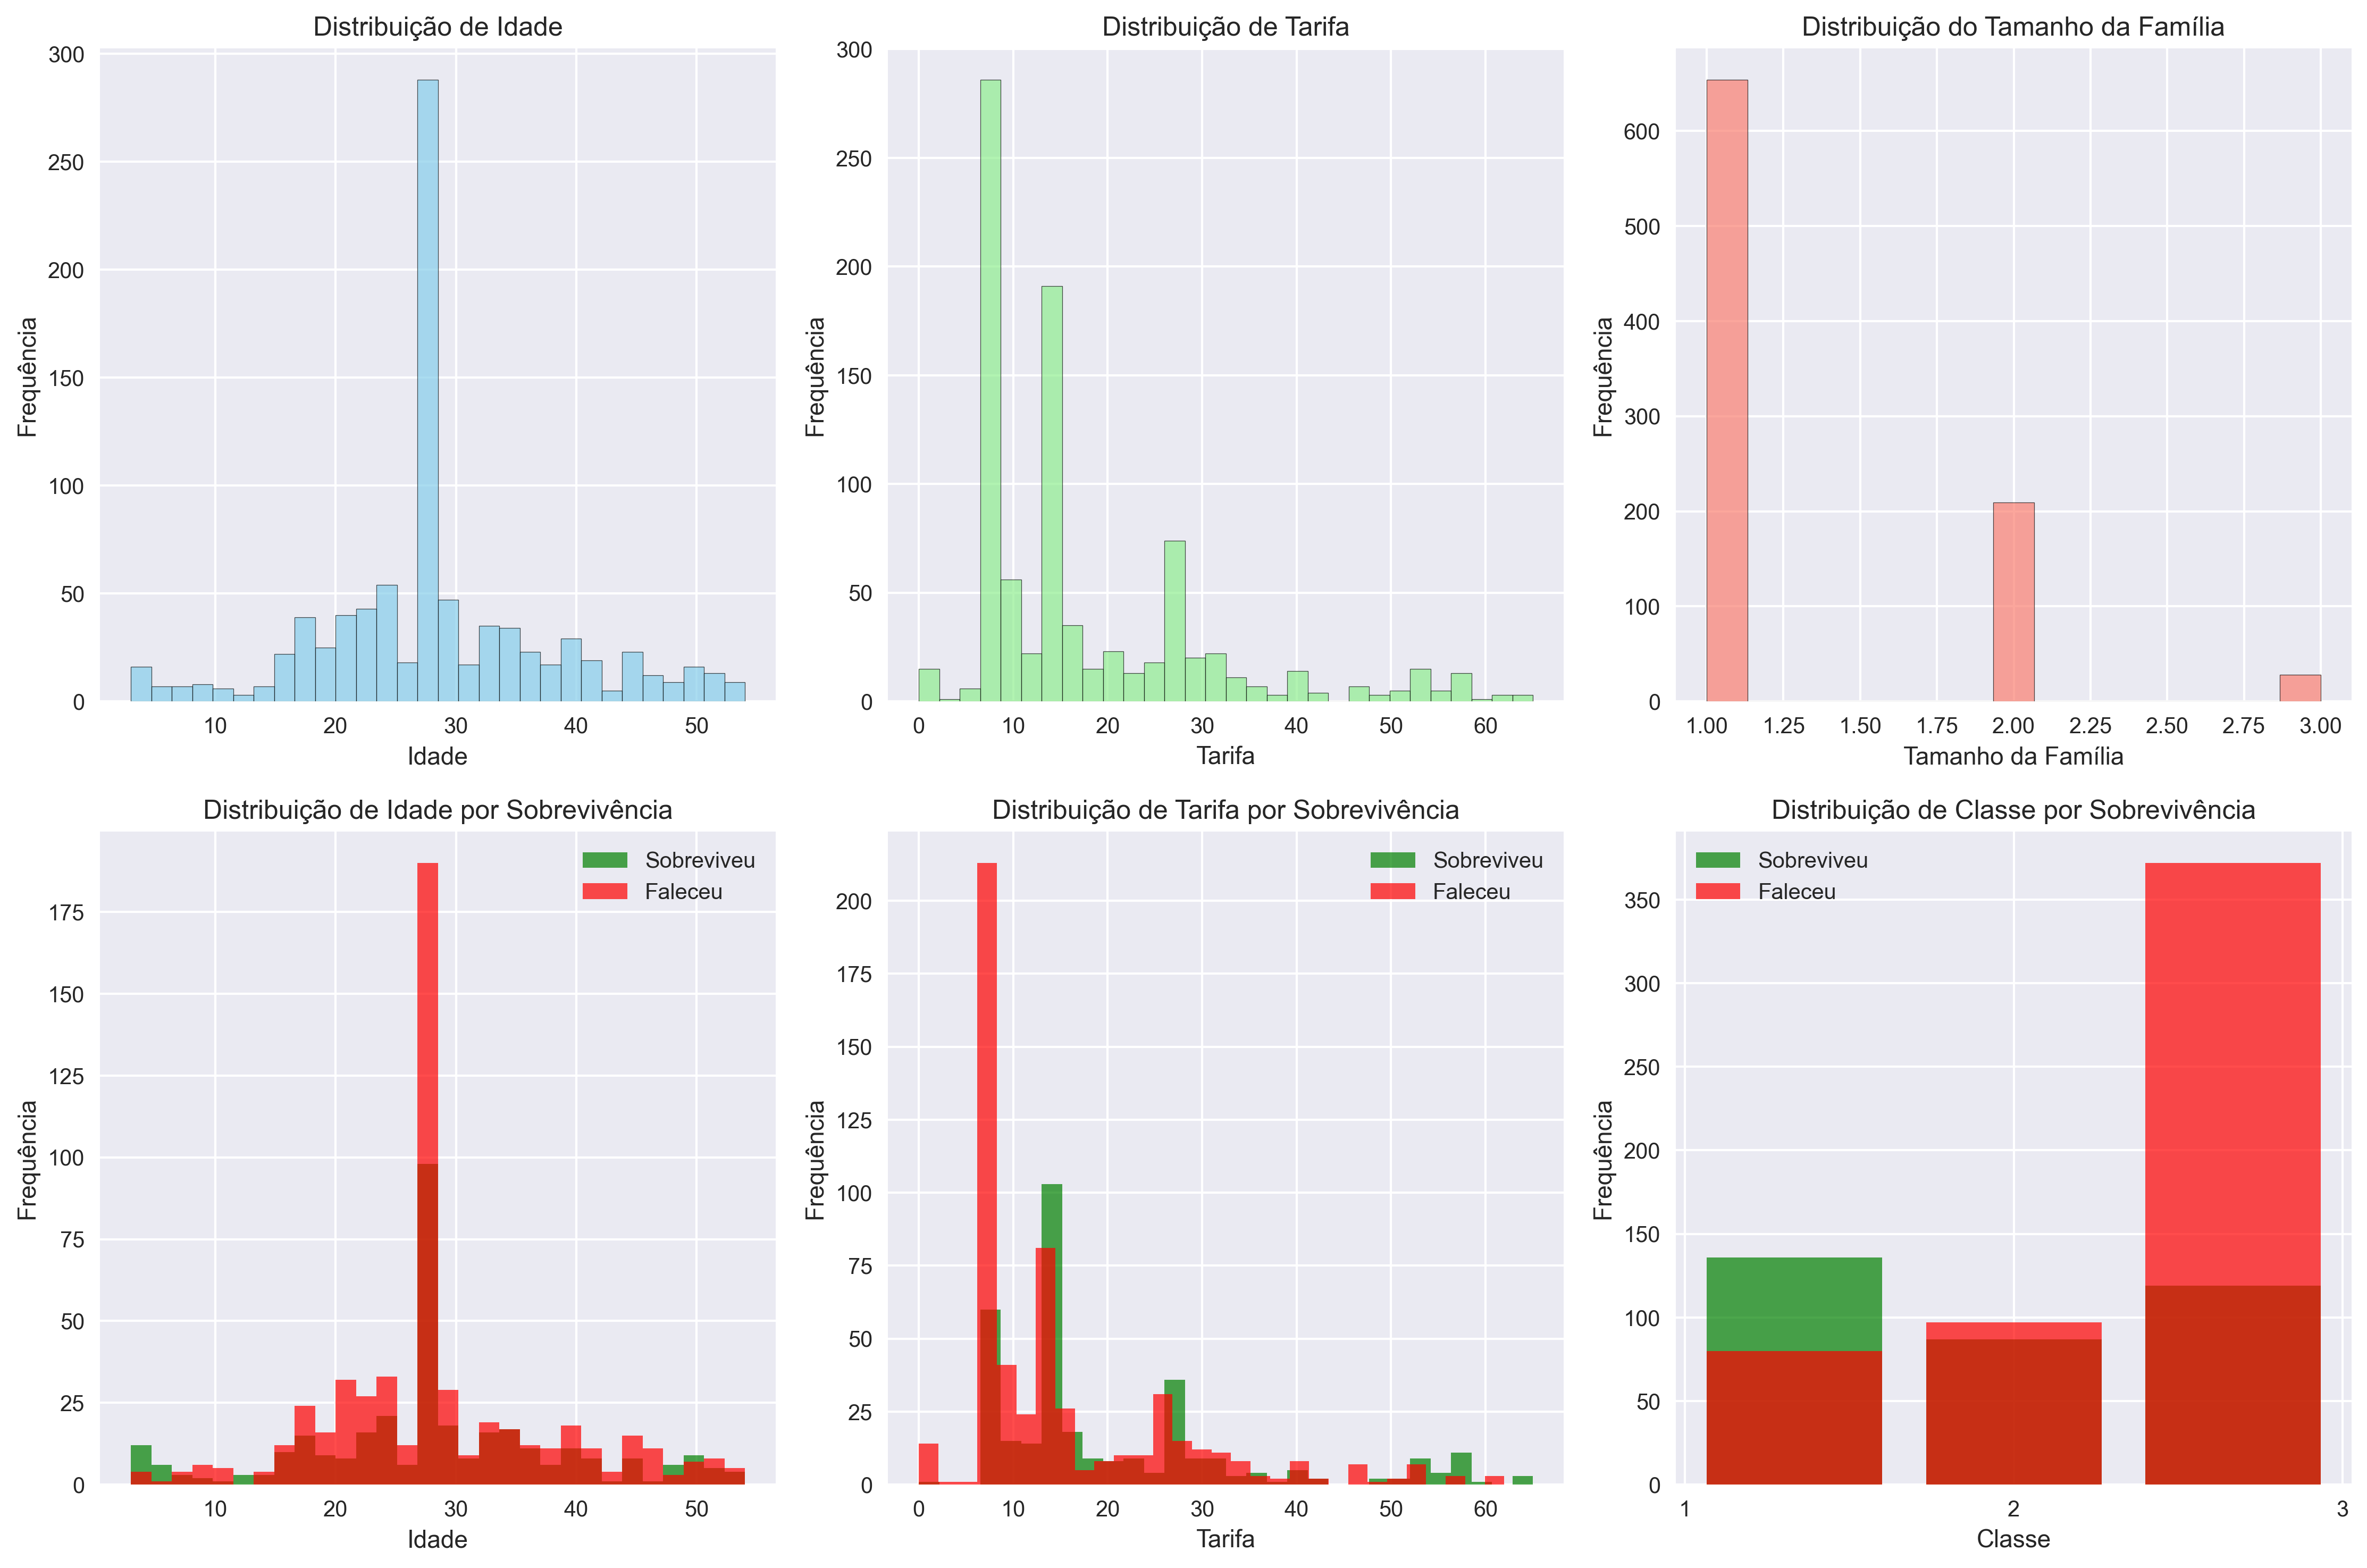 Distribuição de Idade
Frequência
300
250
200
150
100
50
0
10 20 30 40 50
Idade
Distribuição de Tarifa
Frequência
300
250
200
150
100
50
0
0 10 20 30 40 50 60
Tarifa
Distribuição do Tamanho da Família
Frequência
600
500
400
300
200
100
0
1.00 1.25 1.50 1.75 2.00 2.25 2.50 2.75 3.00
Tamanho da Família
Distribuição de Idade por Sobrevivência
Sobreviveu
Faleceu
Frequência
175
150
125
100
75
50
25
0
10 20 30 40 50
Idade
Distribuição de Tarifa por Sobrevivência
Sobreviveu
Faleceu
Frequência
200
175
150
125
100
75
50
25
0
0 10 20 30 40 50 60
Tarifa
Distribuição de Classe por Sobrevivência
Sobreviveu
Faleceu
Frequência
350
300
250
200
150
100
50
0
1 2 3
Classe